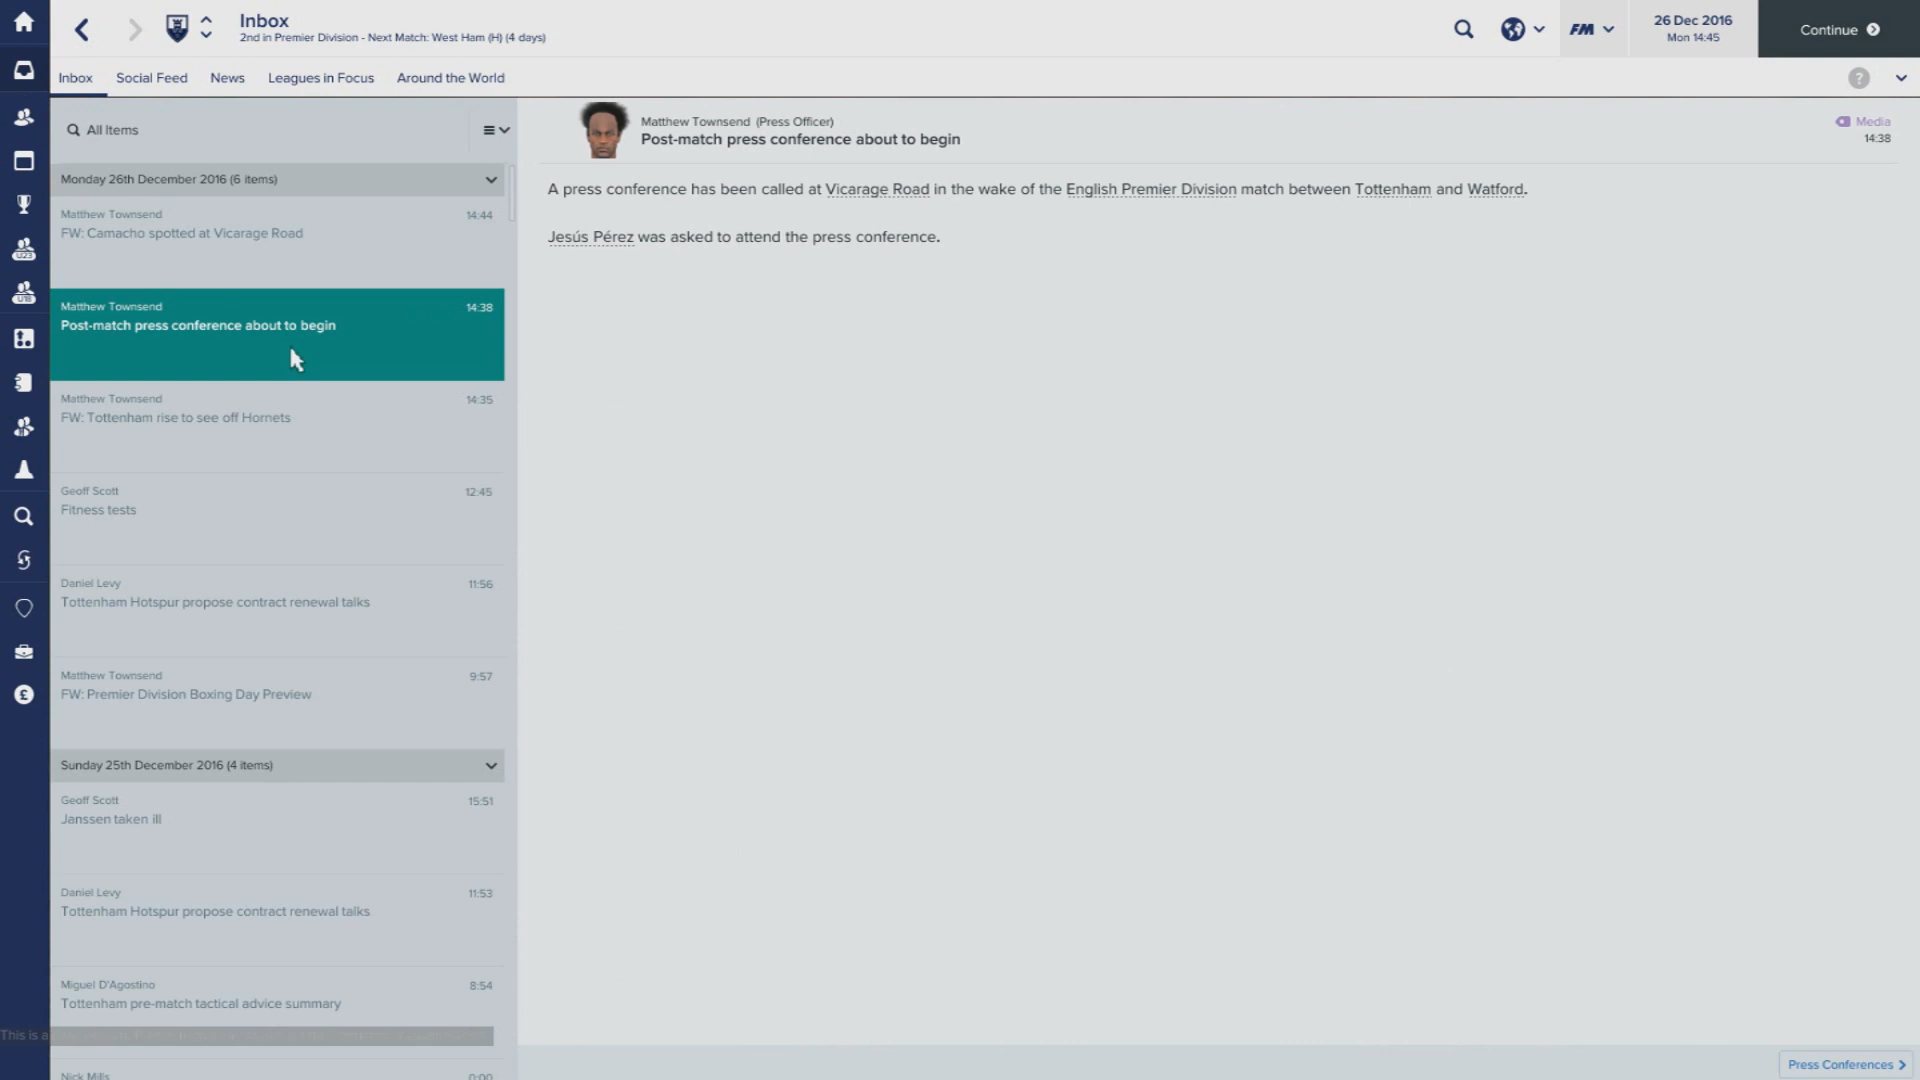 Inbox
2nd in Premier Division - Next Match: West Ham (H) (4 days)
FM
26 Dec 2016
Mon 14:45
Continue
Inbox
Social Feed
News
Leagues in Focus
Around the World
?
All Items
Monday 26th December 2016 (6 items)
Matthew Townsend
14:44
FW: Camacho spotted at Vicarage Road
Matthew Townsend
14:38
Post-match press conference about to begin
Matthew Townsend
14:35
FW: Tottenham rise to see off Hornets
Geoff Scott
12:45
Fitness tests
Daniel Levy
11:56
Tottenham Hotspur propose contract renewal talks
Matthew Townsend
9:57
FW: Premier Division Boxing Day Preview
Sunday 25th December 2016 (4 items)
Geoff Scott
15:51
Janssen taken ill
Daniel Levy
11:53
Tottenham Hotspur propose contract renewal talks
Miguel D'Agostino
8:54
Tottenham pre-match tactical advice summary
This is a
Nick Mills
0:00
Matthew Townsend (Press Officer)
Post-match press conference about to begin
Media
14:38
A press conference has been called at Vicarage Road in the wake of the English Premier Division match between Tottenham and Watford.
Jesús Pérez was asked to attend the press conference.
Press Conferences
U23
U18
£